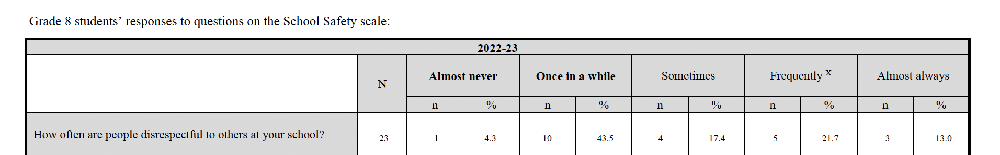 Grade 8 students’ responses to questions on the School Safety scale:
2022-23
N Almost never Once in a while Sometimes Frequently x Almost always
n % n % n % n % n %
How often are people disrespectful to others at your school? 23 1 4.3 10 43.5 4 17.4 5 21.7 3 13.0